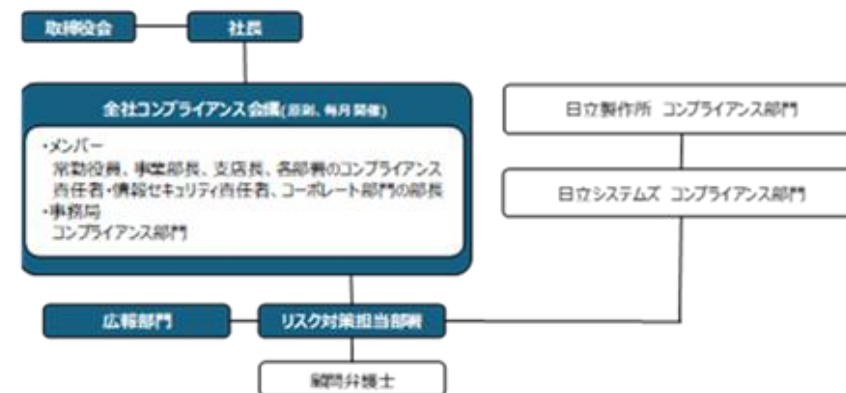 取締役会
社長
全社コンプライアンス会議(原則、毎月開催)
・メンバー
常勤役員、事業部長、支店長、各部署のコンプライアンス
責任者・情報セキュリティ責任者、コーポレート部門の部長
・事務局
コンプライアンス部門
日立製作所 コンプライアンス部門
日立システムズ コンプライアンス部門
広報部門
リスク対策担当部署
顧問弁護士